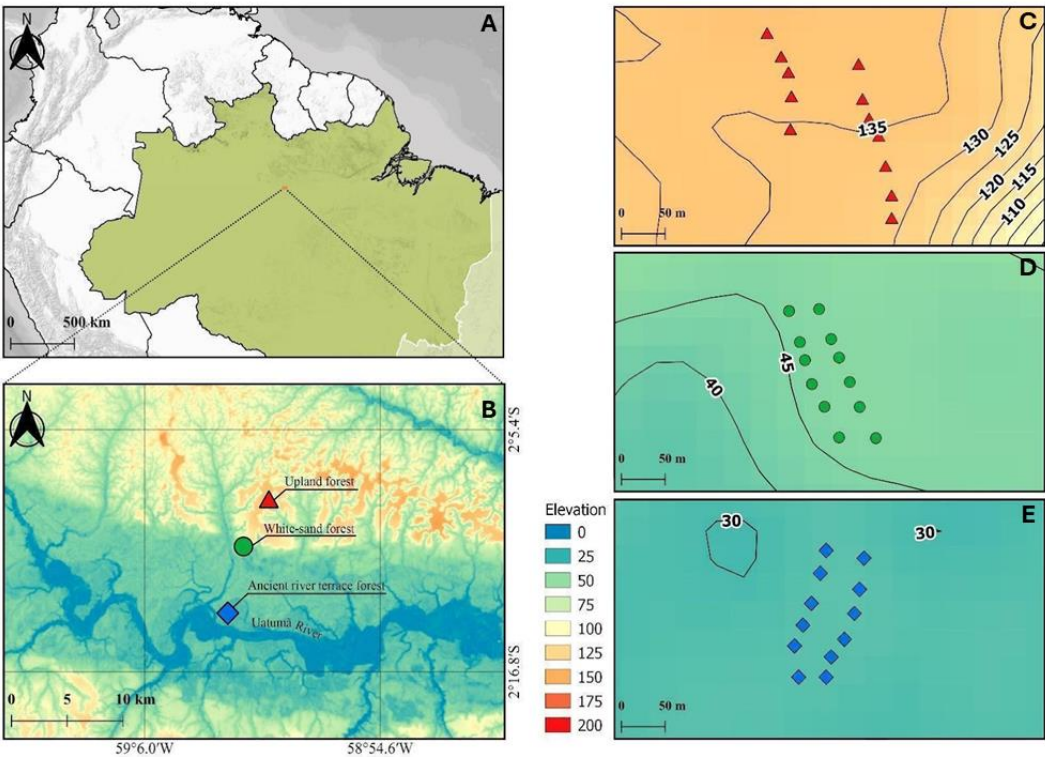 A
N
0
500 km
B
N
Upland forest
White-sand forest
Ancient river terrace forest
Uatumã River
0 5 10 km
2°5.4'S
2°16.8'S
59°6.0'W
58°54.6'W
C
135
130
125
120
115
110
0
50 m
D
45
40
0
50 m
Elevation
0
25
50
75
100
125
150
175
200
E
30
30
0
50 m